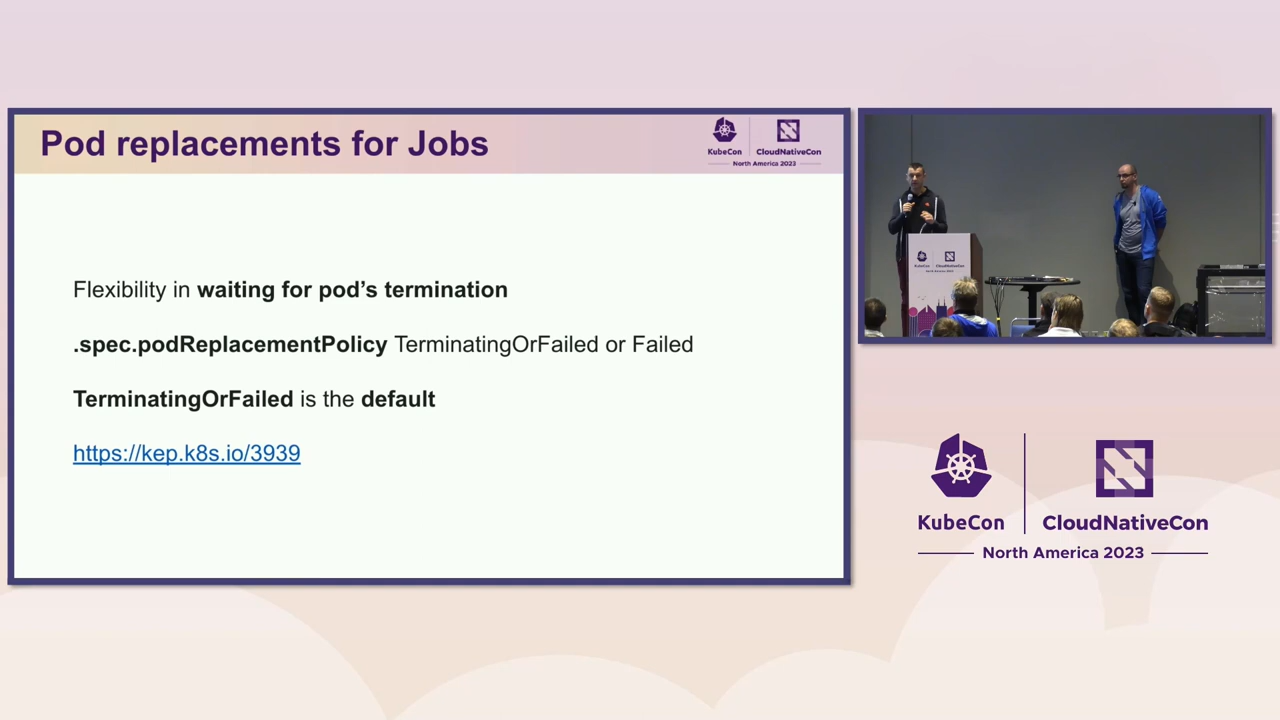 Pod replacements for Jobs
KubeCon
CloudNativeCon
North America 2023
Flexibility in waiting for pod’s termination
.spec.podReplacementPolicy TerminatingOrFailed or Failed
TerminatingOrFailed is the default
https://kep.k8s.io/3939
KubeCon
CloudNativeCon
North America 2023